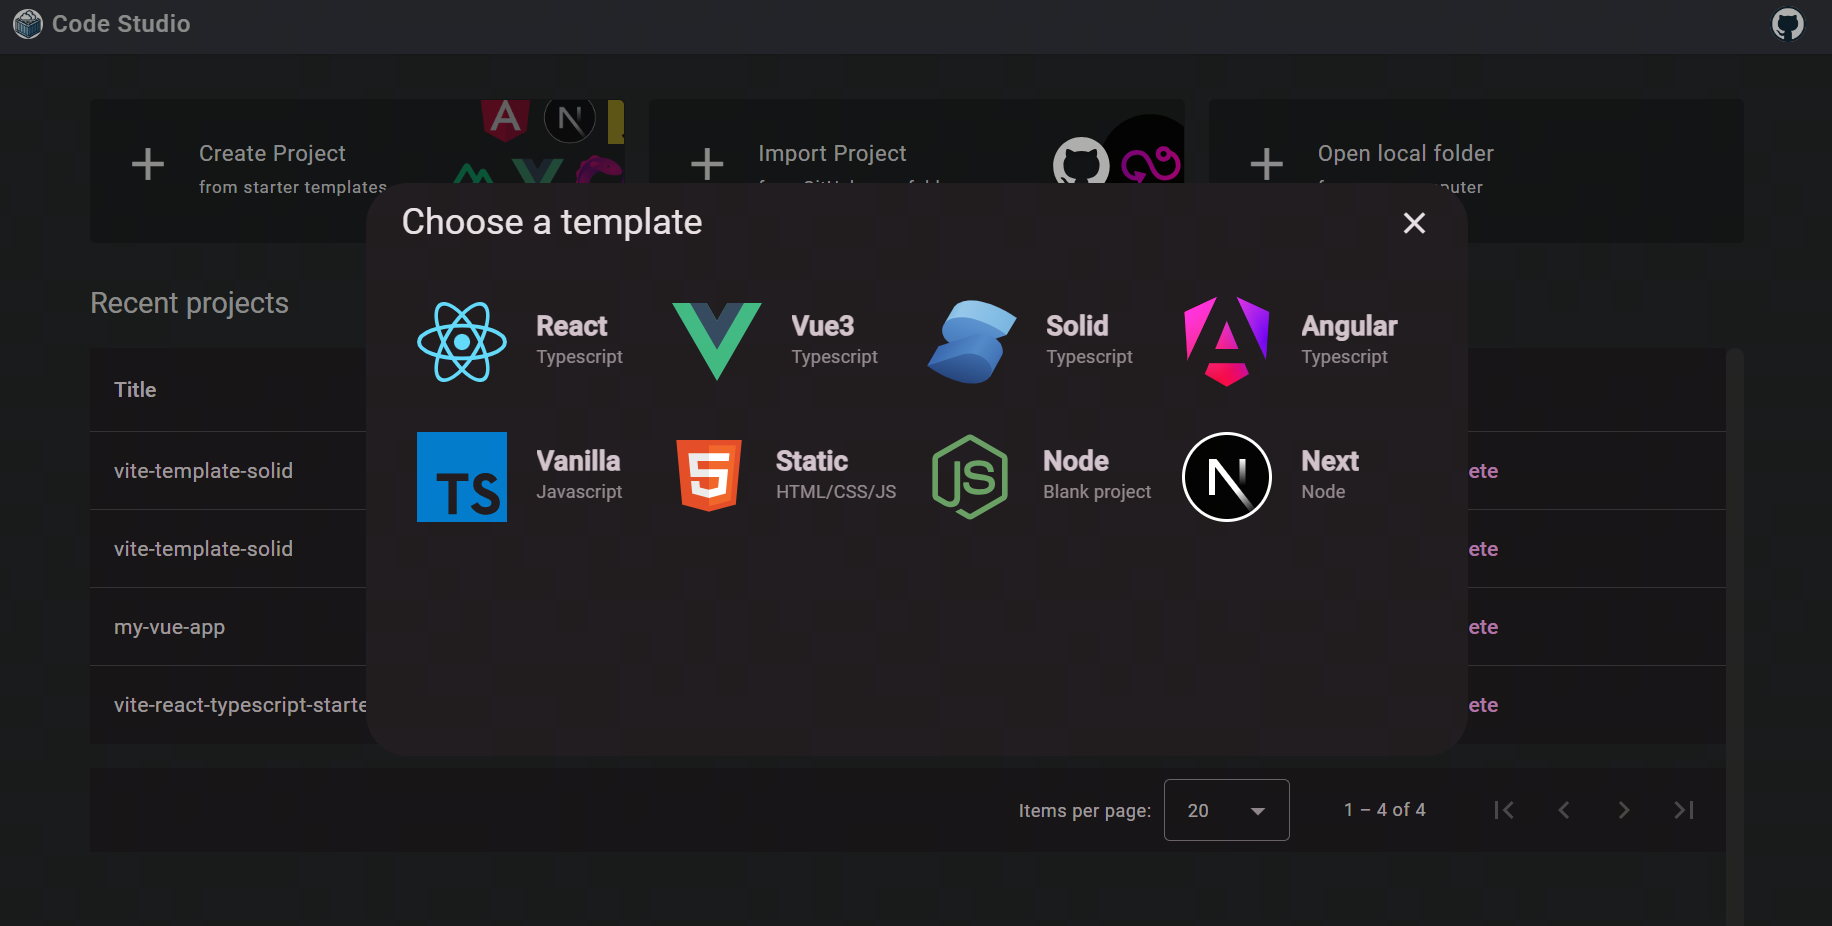 Code Studio
Create Project
from starter templates
Import Project
Open local folder
Choose a template
Recent projects
React
Typescript
Vue3
Typescript
Solid
Typescript
Angular
Typescript
TS
Vanilla
Javascript
5
Static
HTML/CSS/JS
JS
Node
Blank project
N
Next
Node
Title
vite-template-solid
ete
vite-template-solid
ete
my-vue-app
ete
vite-react-typescript-starte
ete
Items per page:
20
1 – 4 of 4